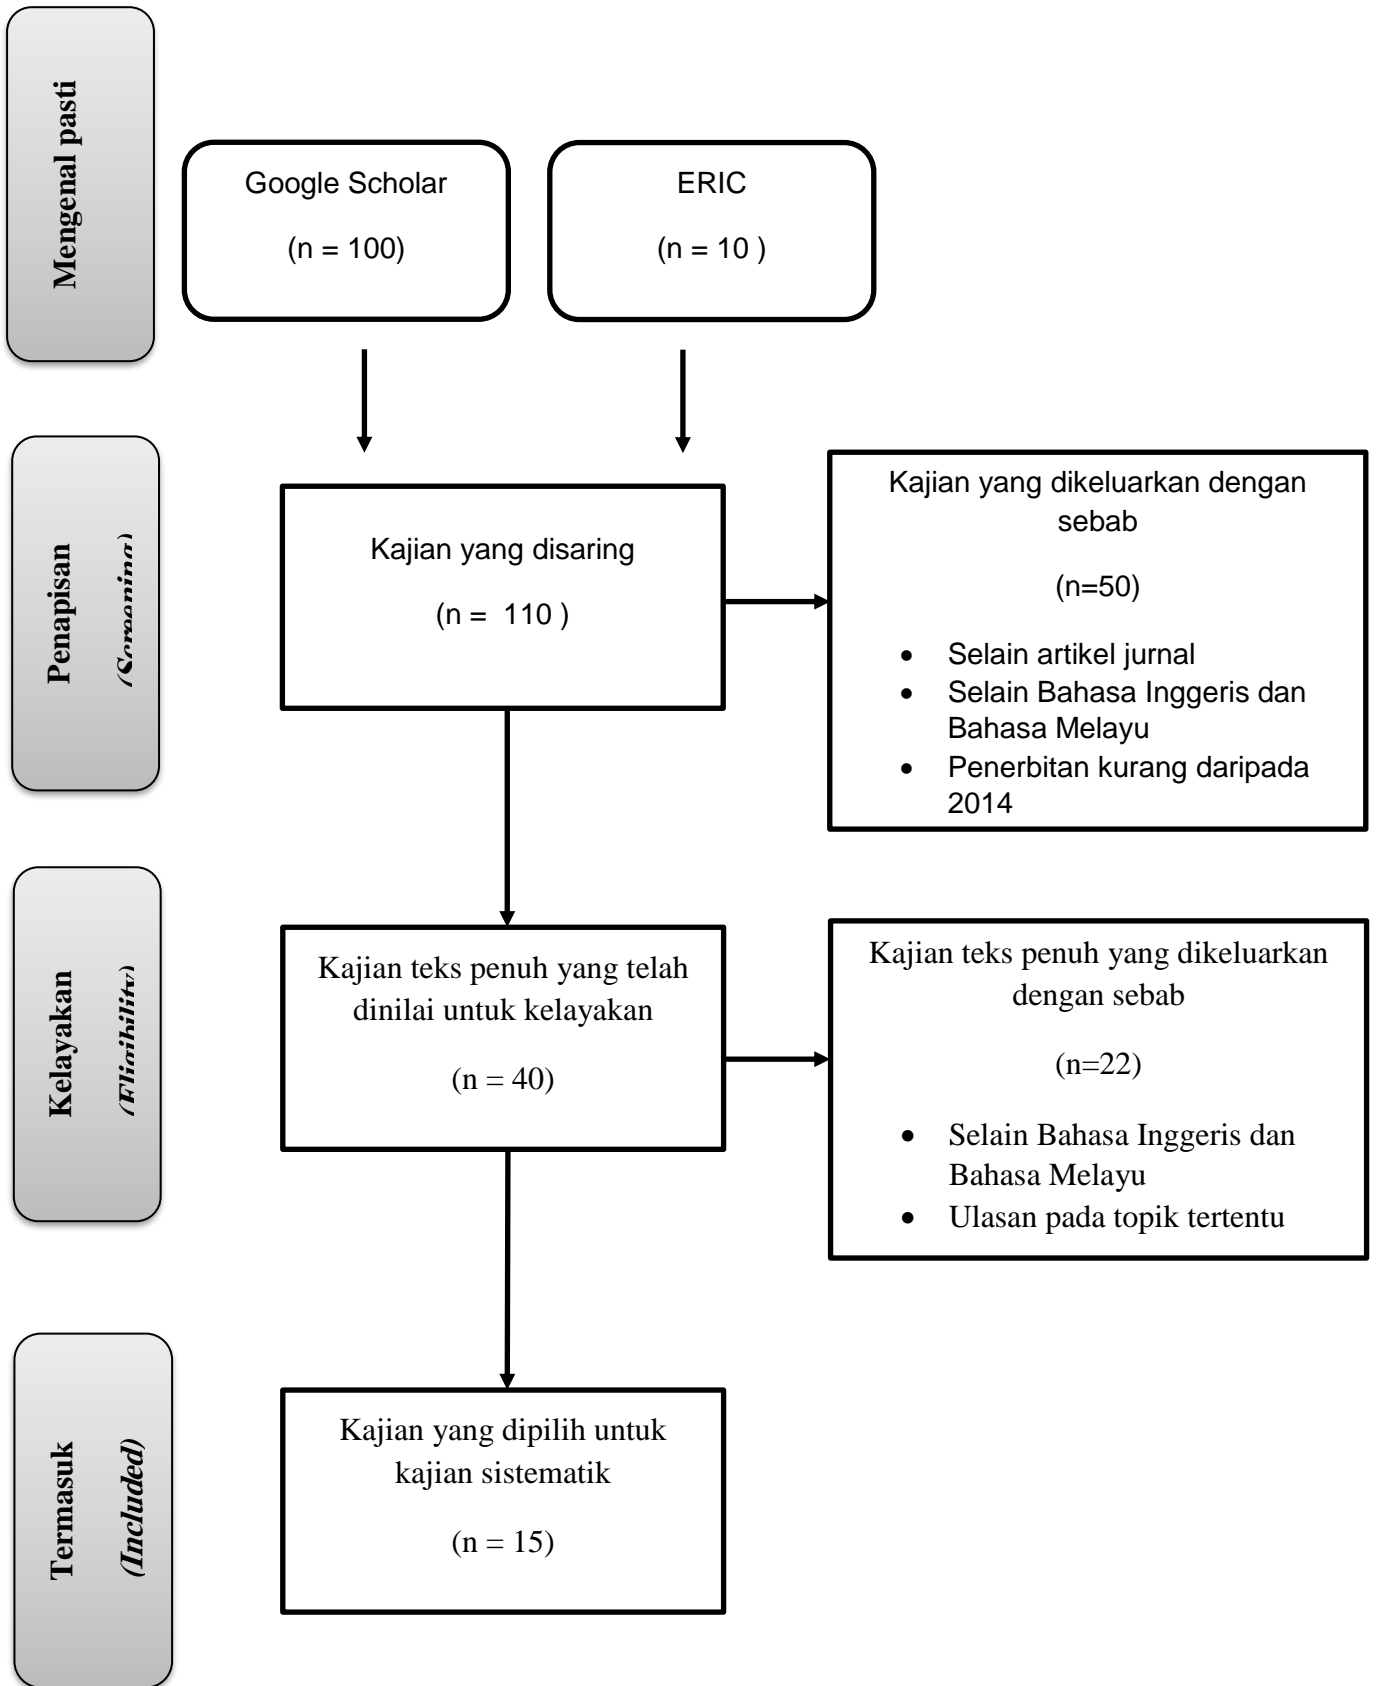 Mengenal pasti
Google Scholar
(n = 100)
ERIC
(n = 10 )
Penapisan
(Screening)
Kajian yang disaring
(n =  110 )
Kajian yang dikeluarkan dengan
sebab
(n=50)
• Selain artikel jurnal
• Selain Bahasa Inggeris dan
Bahasa Melayu
• Penerbitan kurang daripada
2014
Kelayakan
(Eligibility)
Kajian teks penuh yang telah
dinilai untuk kelayakan
(n = 40)
Kajian teks penuh yang dikeluarkan
dengan sebab
(n=22)
• Selain Bahasa Inggeris dan
Bahasa Melayu
• Ulasan pada topik tertentu
Termasuk
(Included)
Kajian yang dipilih untuk
kajian sistematik
(n = 15)